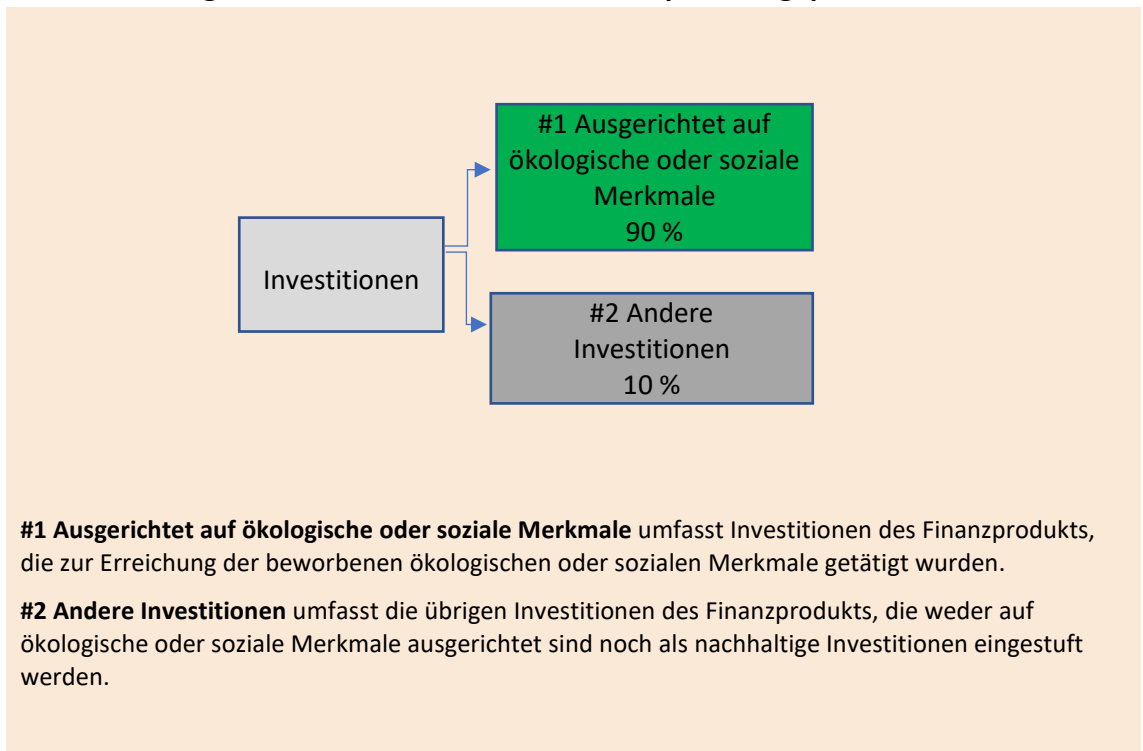 #1 Ausgerichtet auf
ökologische oder soziale
Merkmale
90 %
Investitionen
#2 Andere
Investitionen
10 %
#1 Ausgerichtet auf ökologische oder soziale Merkmale umfasst Investitionen des Finanzprodukts,
die zur Erreichung der beworbenen ökologischen oder sozialen Merkmale getätigt wurden.
#2 Andere Investitionen umfasst die übrigen Investitionen des Finanzprodukts, die weder auf
ökologische oder soziale Merkmale ausgerichtet sind noch als nachhaltige Investitionen eingestuft
werden.